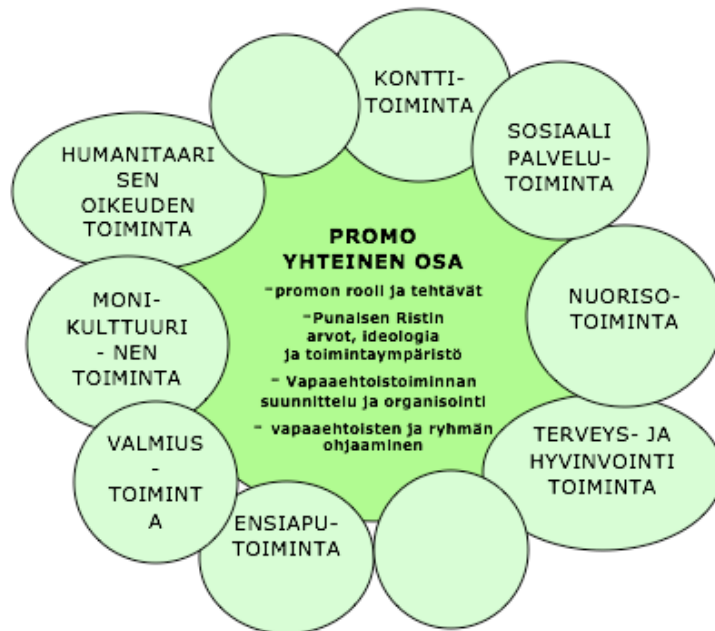 KONTTI-
TOIMINTA
SOSIAALI
PALVELU-
TOIMINTA
HUMANITAARI
SEN
OIKEUDEN
TOIMINTA
PROMO
YHTEINEN OSA
-promon rooli ja tehtävät
-Punaisen Ristin
arvot, ideologia
ja toimintaympäristö
- Vapaaehtoistoiminnan
suunnittelu ja organisointi
- vapaaehtoisten ja ryhmän
ohjaaminen
NUORISO-
TOIMINTA
MONI-
KULTTUURI
- NEN
TOIMINTA
TERVEYS- JA
HYVINVOINTI
TOIMINTA
VALMIUS
-
TOIMINT
A
ENSIAPU-
TOIMINTA